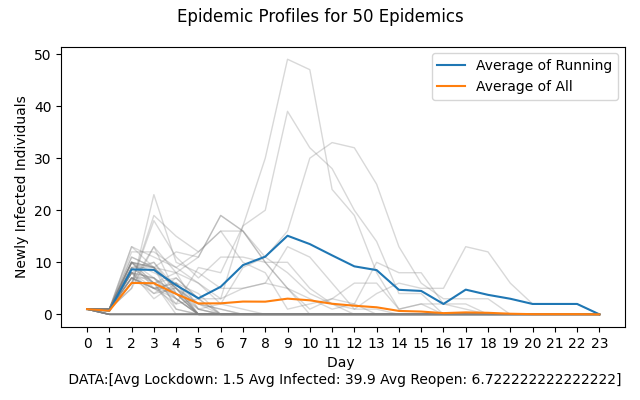 Epidemic Profiles for 50 Epidemics
50
40
30
20
10
0
Newly Infected Individuals
Average of Running
Average of All
0 1 2 3 4 5 6 7 8 9 10 11 12 13 14 15 16 17 18 19 20 21 22 23
Day
DATA:[Avg Lockdown: 1.5 Avg Infected: 39.9 Avg Reopen: 6.722222222222222]